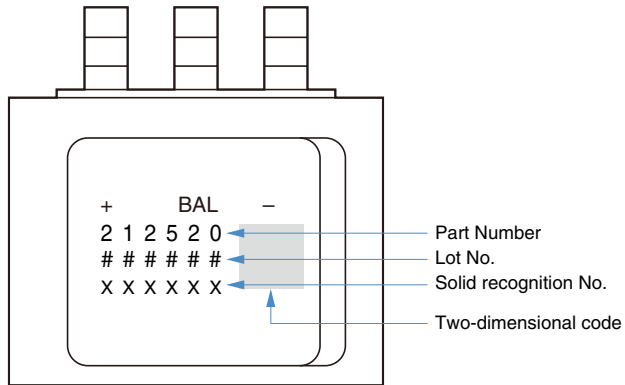 + BAL −
2 1 2 5 2 0
# # # # # #
X X X X X X
Part Number
Lot No.
Solid recognition No.
Two-dimensional code